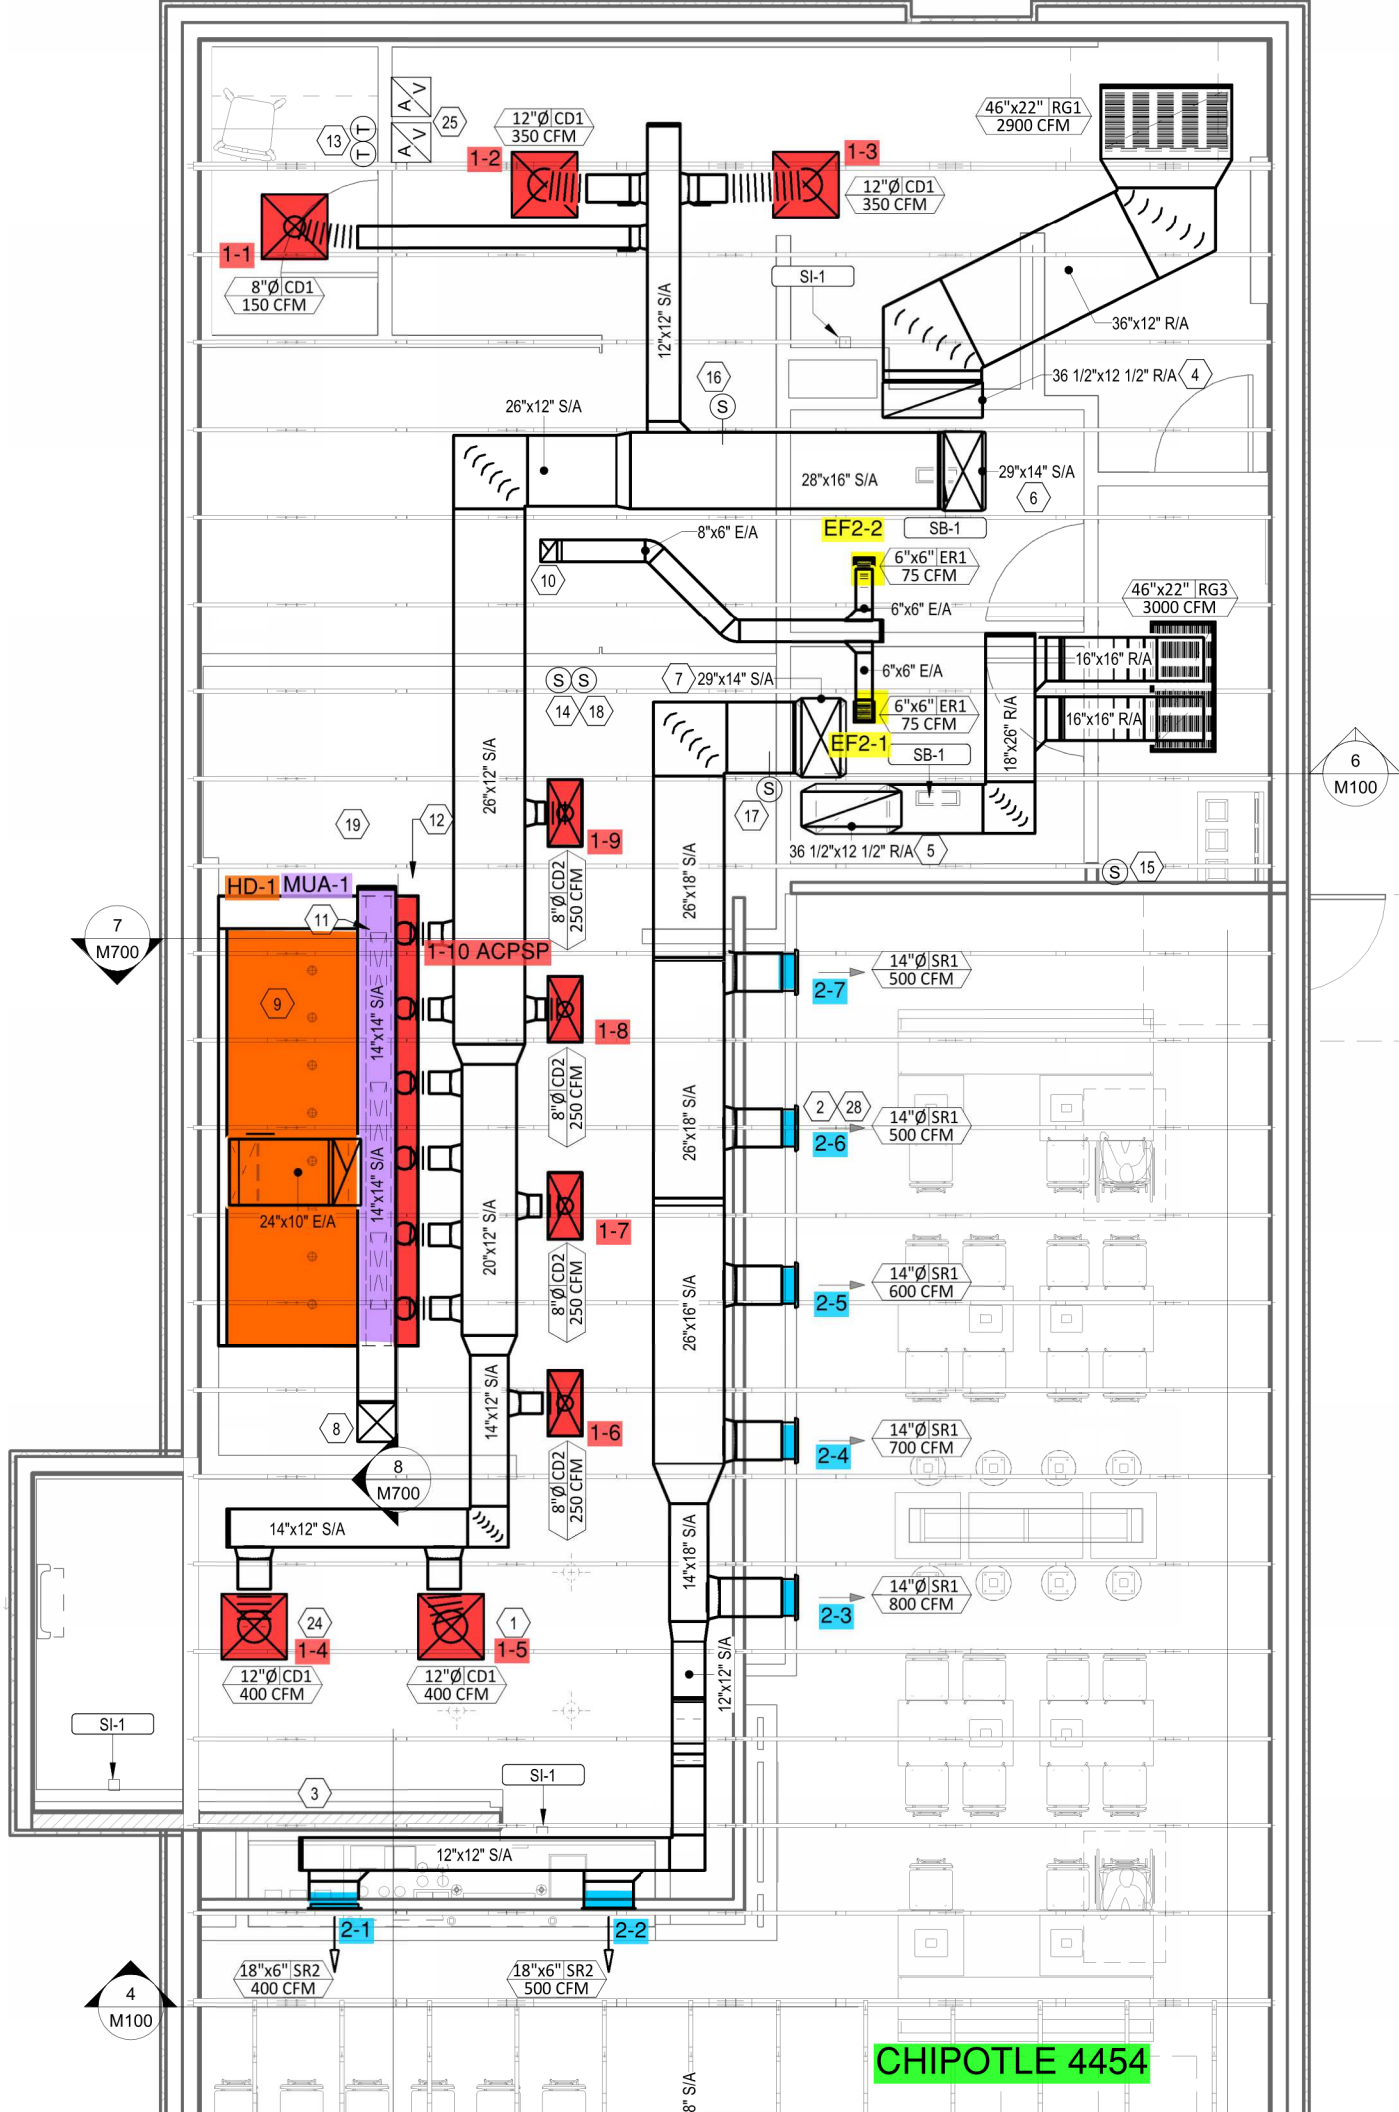 46"x22" RG1
2900 CFM
A V
A V
25
13
T
T
12"Ø CD1
350 CFM
1-2
1-3
12"Ø CD1
350 CFM
1-1
8"Ø CD1
150 CFM
SI-1
12"x12" S/A
36"x12" R/A
16
S
36 1/2"x12 1/2" R/A
4
26"x12" S/A
28"x16" S/A
29"x14" S/A
6
EF2-2
SB-1
8"x6" E/A
10
6"x6" ER1
75 CFM
6"x6" E/A
46"x22" RG3
3000 CFM
16"x16" R/A
6"x6" E/A
S S
14
18
7
29"x14" S/A
6"x6" ER1
75 CFM
16"x16" R/A
18"x26" R/A
EF2-1
SB-1
6
M100
26"x12" S/A
S
17
19
12
1-9
36 1/2"x12 1/2" R/A
5
S
15
HD-1
MUA-1
8"Ø CD2
250 CFM
26"x18" S/A
7
M700
11
1-10 ACPSP
14"Ø SR1
500 CFM
2-7
9
14"x14" S/A
1-8
8"Ø CD2
250 CFM
26"x18" S/A
2
28
14"Ø SR1
500 CFM
2-6
14"x14" S/A
24"x10" E/A
20"x12" S/A
1-7
8"Ø CD2
250 CFM
26"x16" S/A
14"Ø SR1
600 CFM
2-5
14"x12" S/A
8
1-6
14"Ø SR1
700 CFM
2-4
8
M700
8"Ø CD2
250 CFM
14"x12" S/A
14"x18" S/A
14"Ø SR1
800 CFM
2-3
24
1-4
1
1-5
12"Ø CD1
400 CFM
12"Ø CD1
400 CFM
12"x12" S/A
SI-1
SI-1
3
12"x12" S/A
2-1
2-2
18"x6" SR2
400 CFM
18"x6" SR2
500 CFM
4
M100
CHIPOTLE 4454
8" S/A